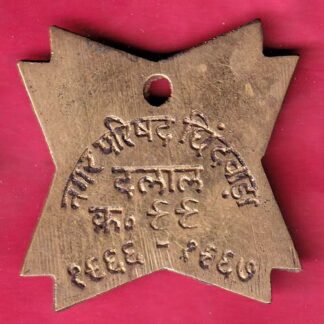 नगर परिषद छिंदवाड़ा
दलाल
क्र. ६६
१९६६ - १९६७